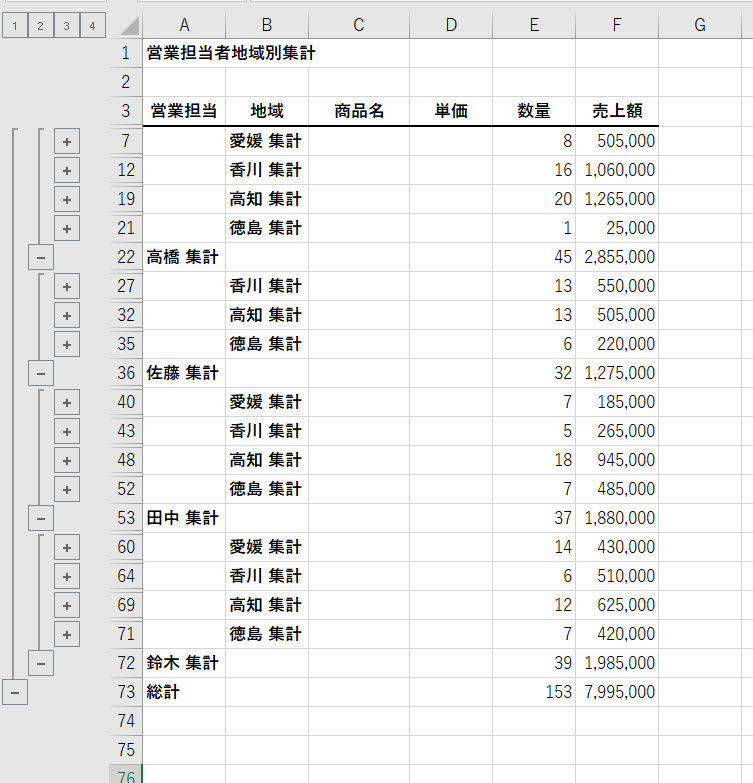 1 2 3 4 A B C D E F G
1 営業担当者地域別集計
2
3 営業担当 地域 商品名 単価 数量 売上額
7 愛媛 集計 8 505,000
12 香川 集計 16 1,060,000
19 高知 集計 20 1,265,000
21 徳島 集計 1 25,000
22 高橋 集計 45 2,855,000
27 香川 集計 13 550,000
32 高知 集計 13 505,000
35 徳島 集計 6 220,000
36 佐藤 集計 32 1,275,000
40 愛媛 集計 7 185,000
43 香川 集計 5 265,000
48 高知 集計 18 945,000
52 徳島 集計 7 485,000
53 田中 集計 37 1,880,000
60 愛媛 集計 14 430,000
64 香川 集計 6 510,000
69 高知 集計 12 625,000
71 徳島 集計 7 420,000
72 鈴木 集計 39 1,985,000
73 総計 153 7,995,000
74
75
76